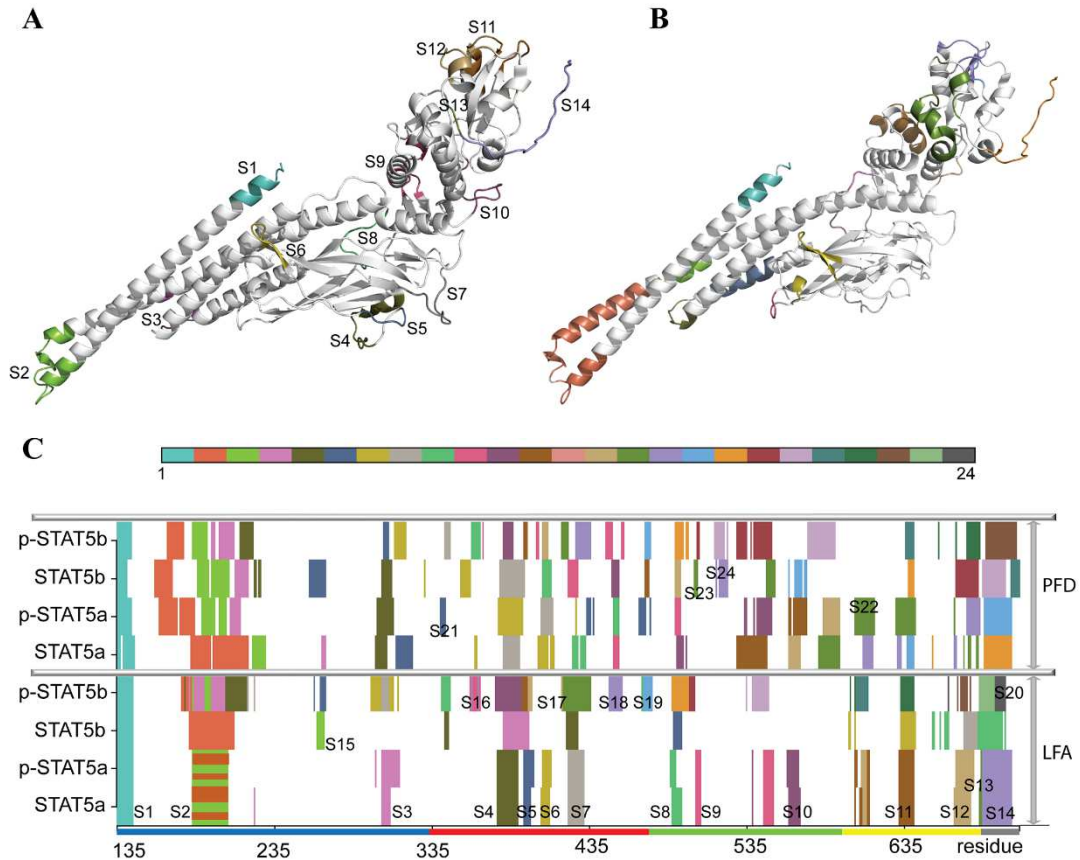 A
B
S11
S12
S13
S14
S9
S1
S10
S6
S8
S7
S3
S5
S4
S2
C
1
24
p-STAT5b
STAT5b
S24
S23
PFD
p-STAT5a
S21
S22
STAT5a
p-STAT5b
S16
S17
S18
S19
S20
STAT5b
S15
LFA
p-STAT5a
S13
STAT5a
S1
S2
S3
S4
S5
S6
S7
S8
S9
S10
S11
S12
S14
135
235
335
435
535
635
residue